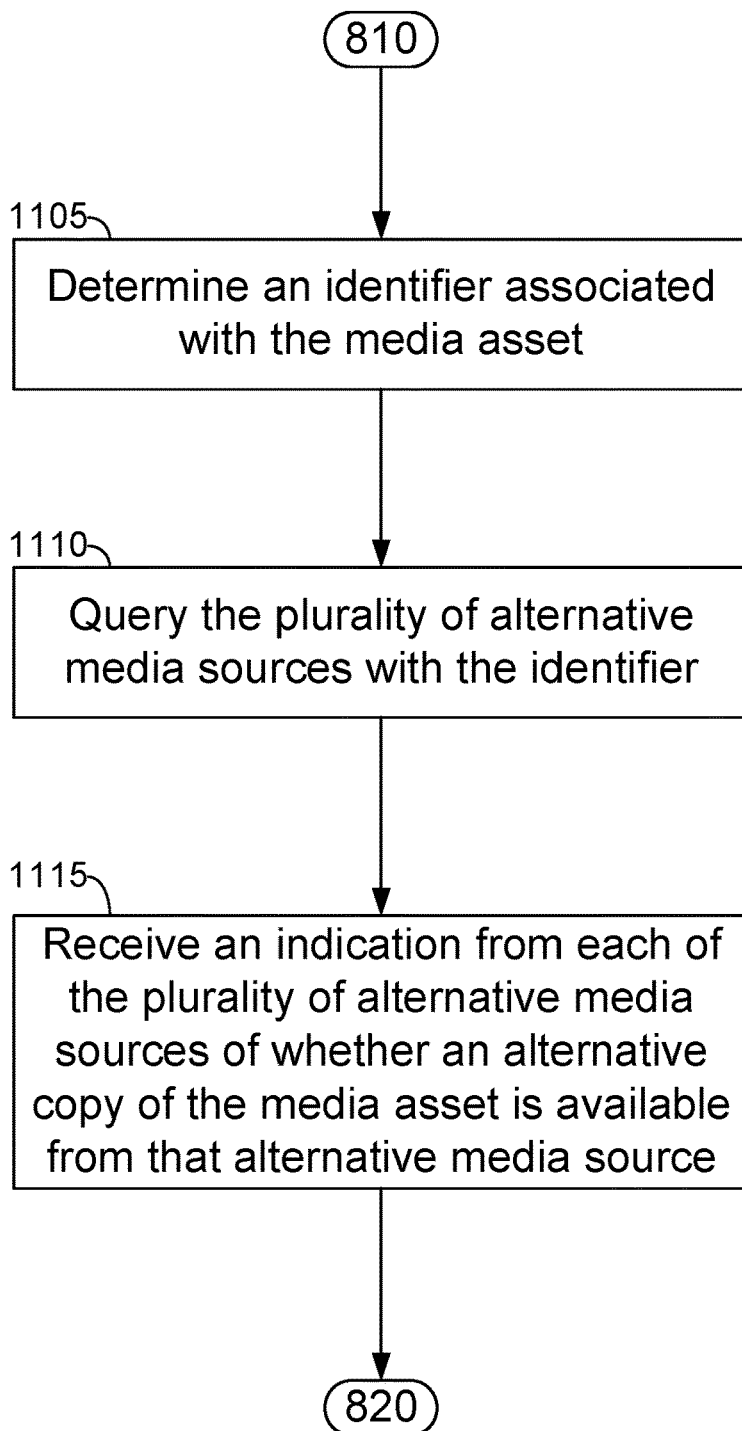 810
1105
Determine an identifier associated
with the media asset
1110
Query the plurality of alternative
media sources with the identifier
1115
Receive an indication from each of
the plurality of alternative media
sources of whether an alternative
copy of the media asset is available
from that alternative media source
820